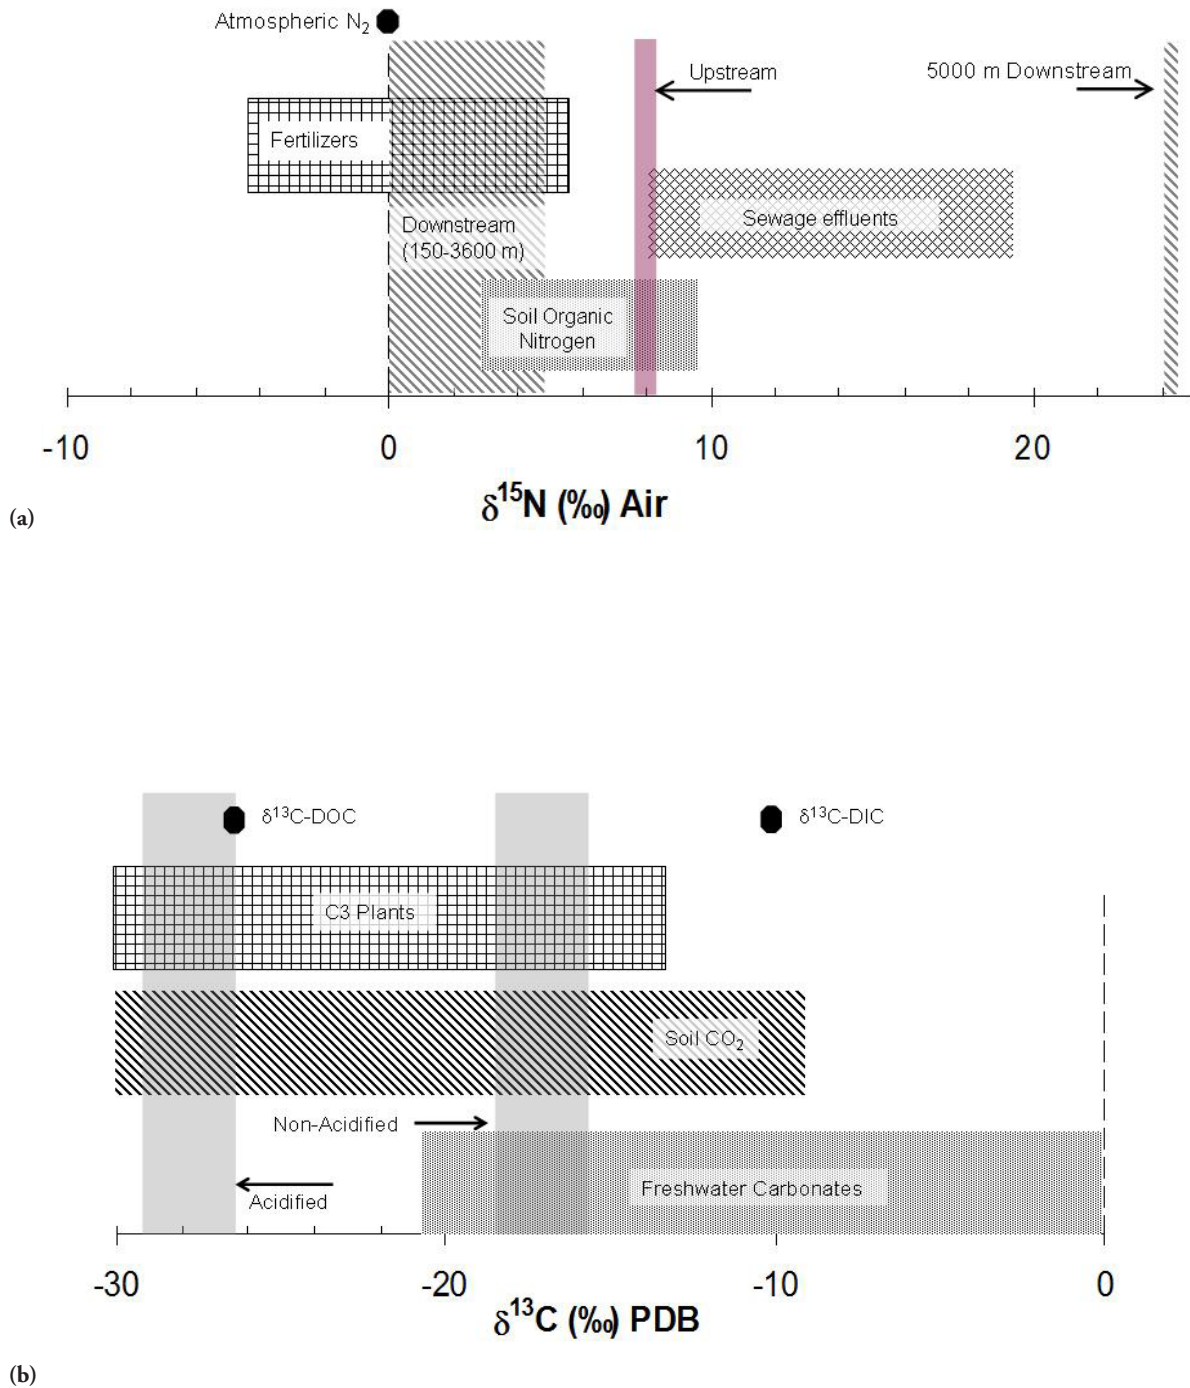 Atmospheric N₂
Upstream
5000 m Downstream
Fertilizers
Sewage effluents
Downstream
(150-3600 m)
Soil Organic
Nitrogen
-10 0 10 20
δ¹⁵N (‰) Air
(a)
δ¹³C-DOC
δ¹³C-DIC
C3 Plants
Soil CO₂
Non-Acidified
Freshwater Carbonates
Acidified
-30 -20 -10 0
δ¹³C (‰) PDB
(b)